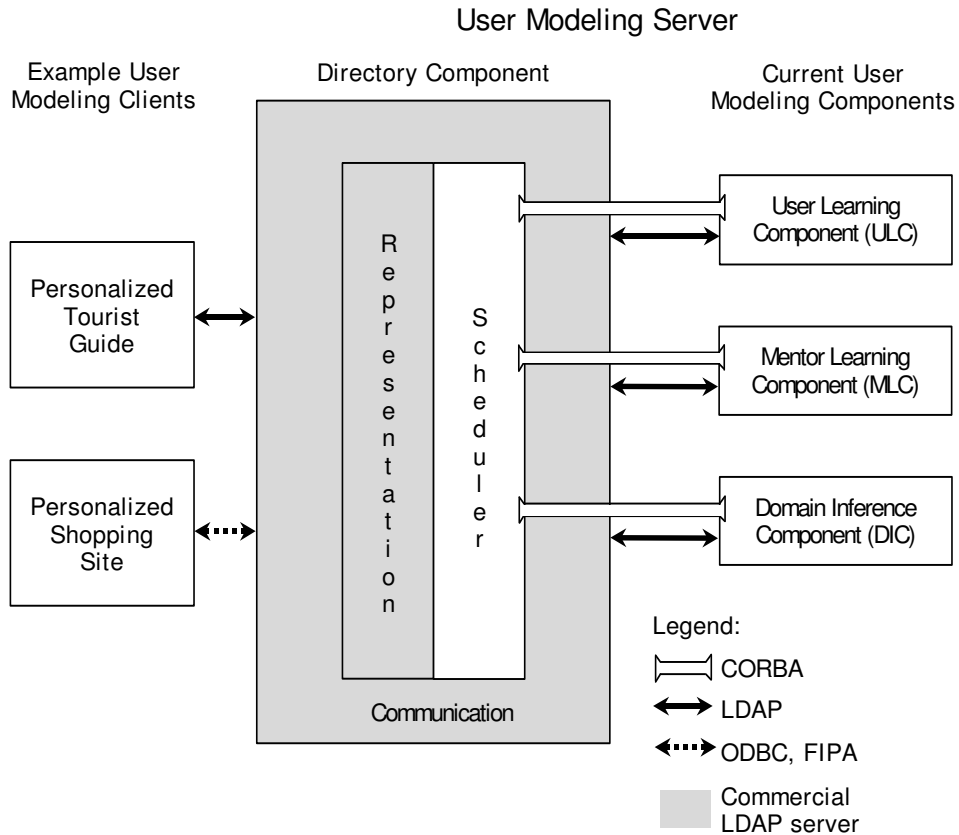 User Modeling Server
Example User
Modeling Clients
Directory Component
Current User
Modeling Components
Personalized
Tourist
Guide
Personalized
Shopping
Site
Representation
Scheduler
Communication
User Learning
Component (ULC)
Mentor Learning
Component (MLC)
Domain Inference
Component (DIC)
Legend:
CORBA
LDAP
ODBC, FIPA
Commercial
LDAP server